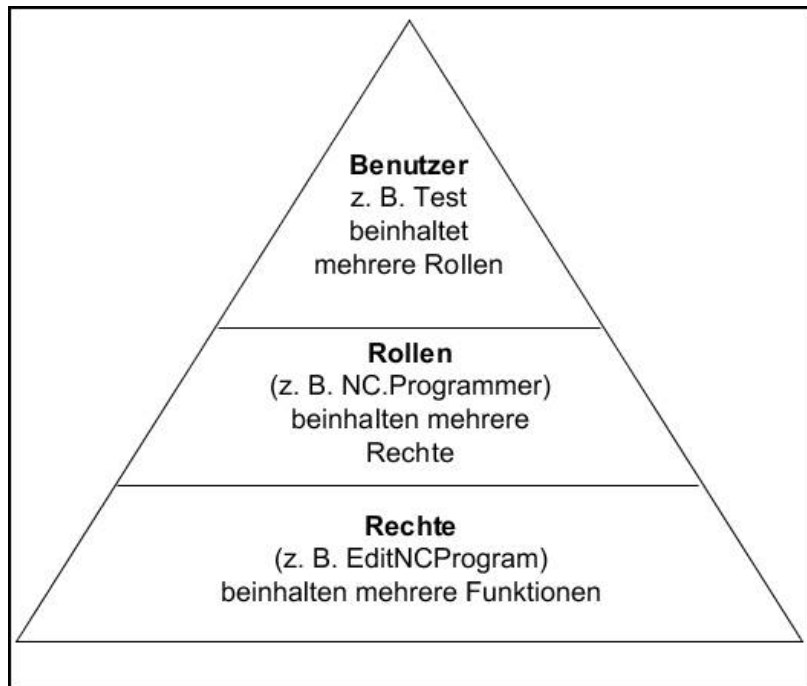 Benutzer
z. B. Test
beinhaltet
mehrere Rollen
Rollen
(z. B. NC.Programmer)
beinhalten mehrere
Rechte
Rechte
(z. B. EditNCProgram)
beinhalten mehrere Funktionen